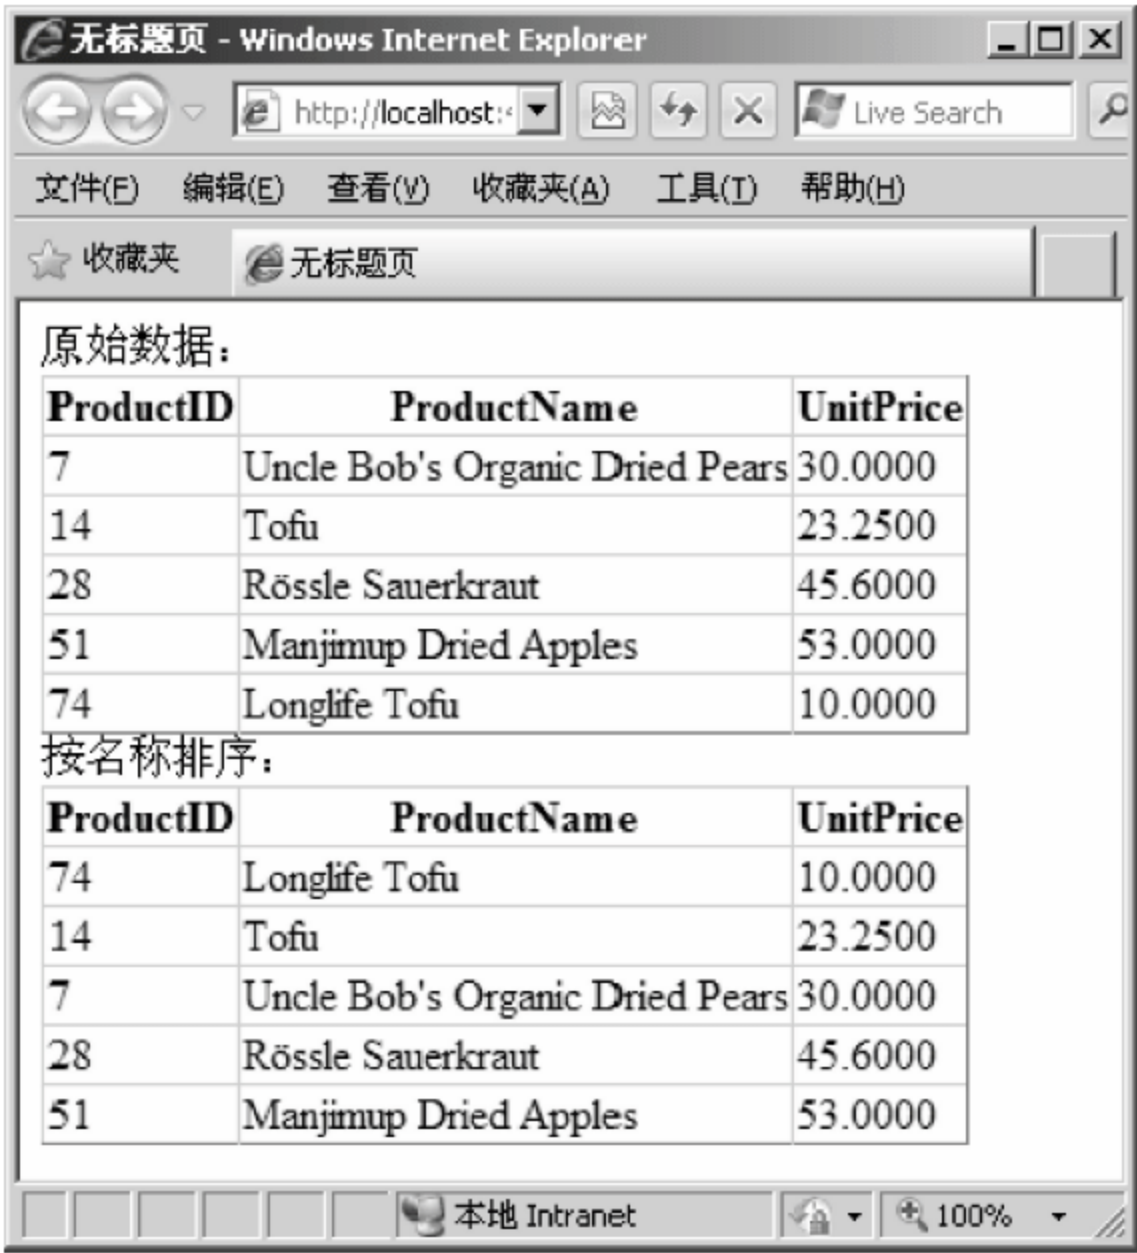 无标题页 - Windows Internet Explorer
http://localhost: Live Search
文件(F) 编辑(E) 查看(V) 收藏夹(A) 工具(T) 帮助(H)
收藏夹 无标题页
原始数据：
ProductID ProductName UnitPrice
7 Uncle Bob's Organic Dried Pears 30.0000
14 Tofu 23.2500
28 Rössle Sauerkraut 45.6000
51 Manjimup Dried Apples 53.0000
74 Longlife Tofu 10.0000
按名称排序：
ProductID ProductName UnitPrice
74 Longlife Tofu 10.0000
14 Tofu 23.2500
7 Uncle Bob's Organic Dried Pears 30.0000
28 Rössle Sauerkraut 45.6000
51 Manjimup Dried Apples 53.0000
本地 Intranet 100%